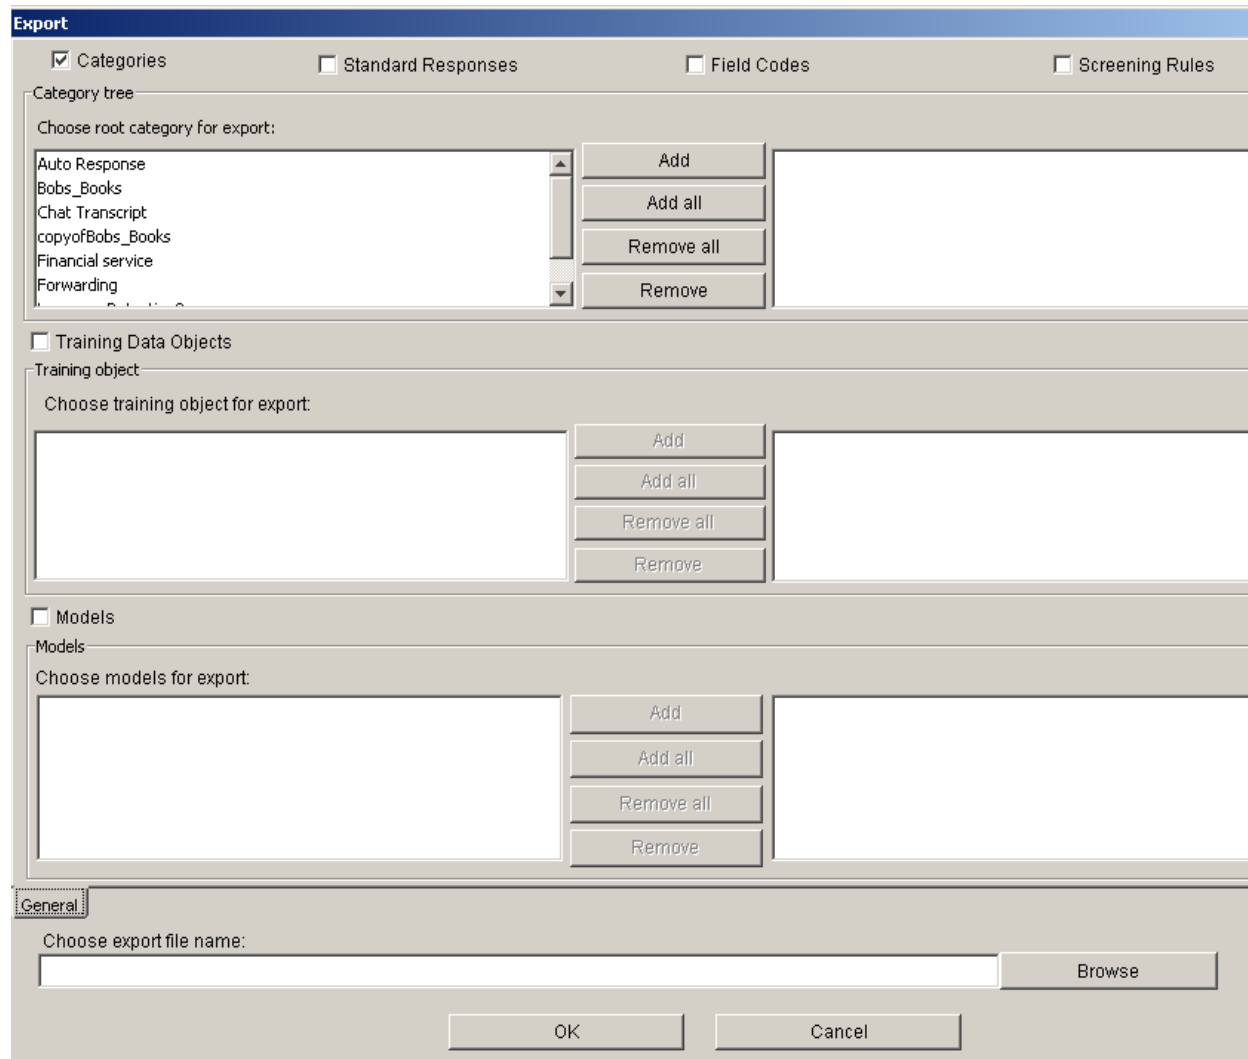 Export
Categories
Standard Responses
Field Codes
Screening Rules
Category tree
Choose root category for export:
Auto Response
Bobs_Books
Chat Transcript
copyofBobs_Books
Financial service
Forwarding
Add
Add all
Remove all
Remove
Training Data Objects
Training object
Choose training object for export:
Add
Add all
Remove all
Remove
Models
Models
Choose models for export:
Add
Add all
Remove all
Remove
General
Choose export file name:
Browse
OK
Cancel